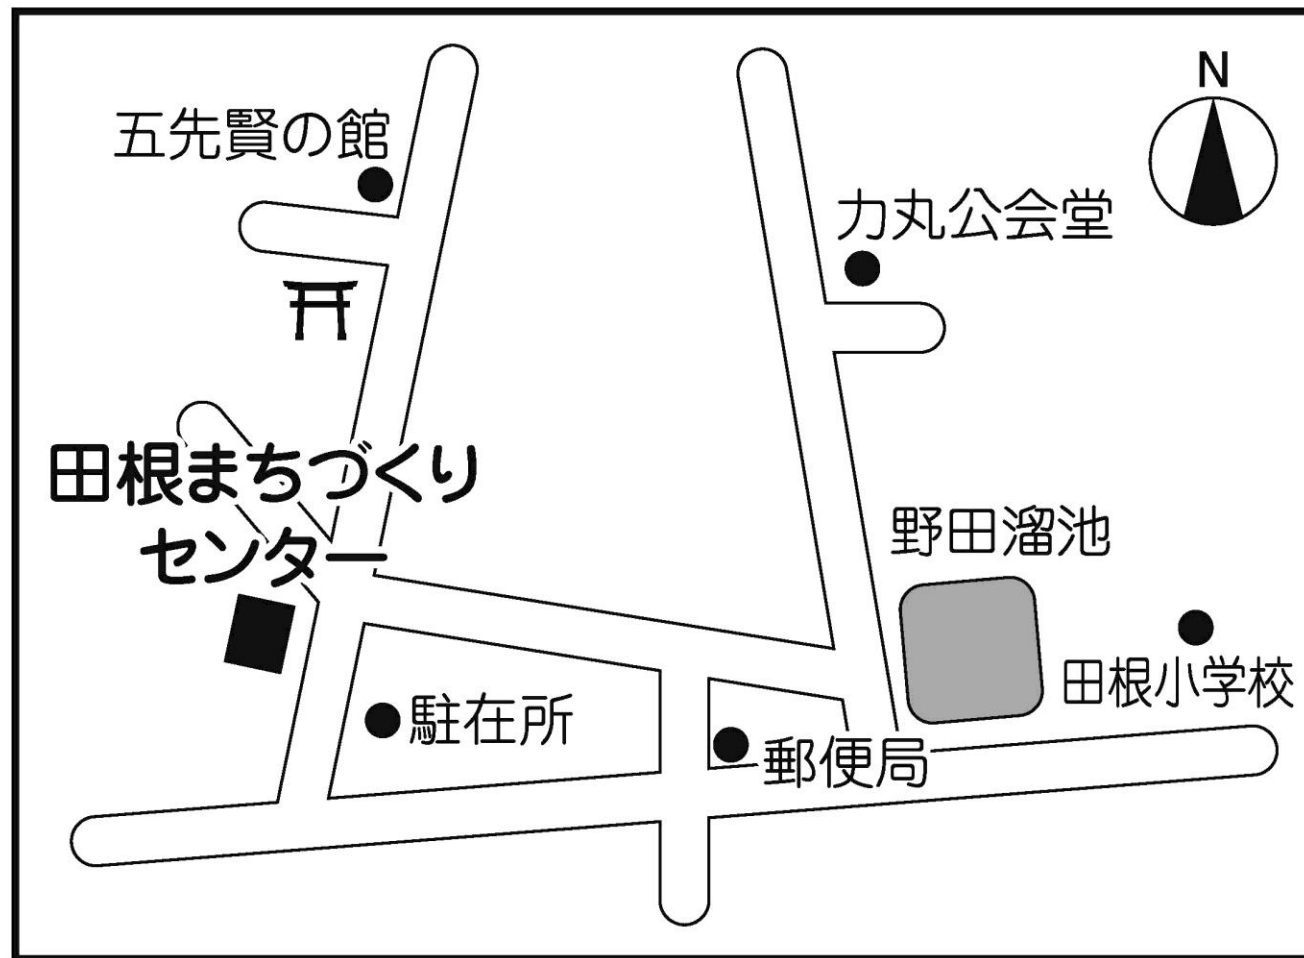 N
五先賢の館
力丸公会堂
田根まちづくり
センター
野田溜池
田根小学校
駐在所
郵便局